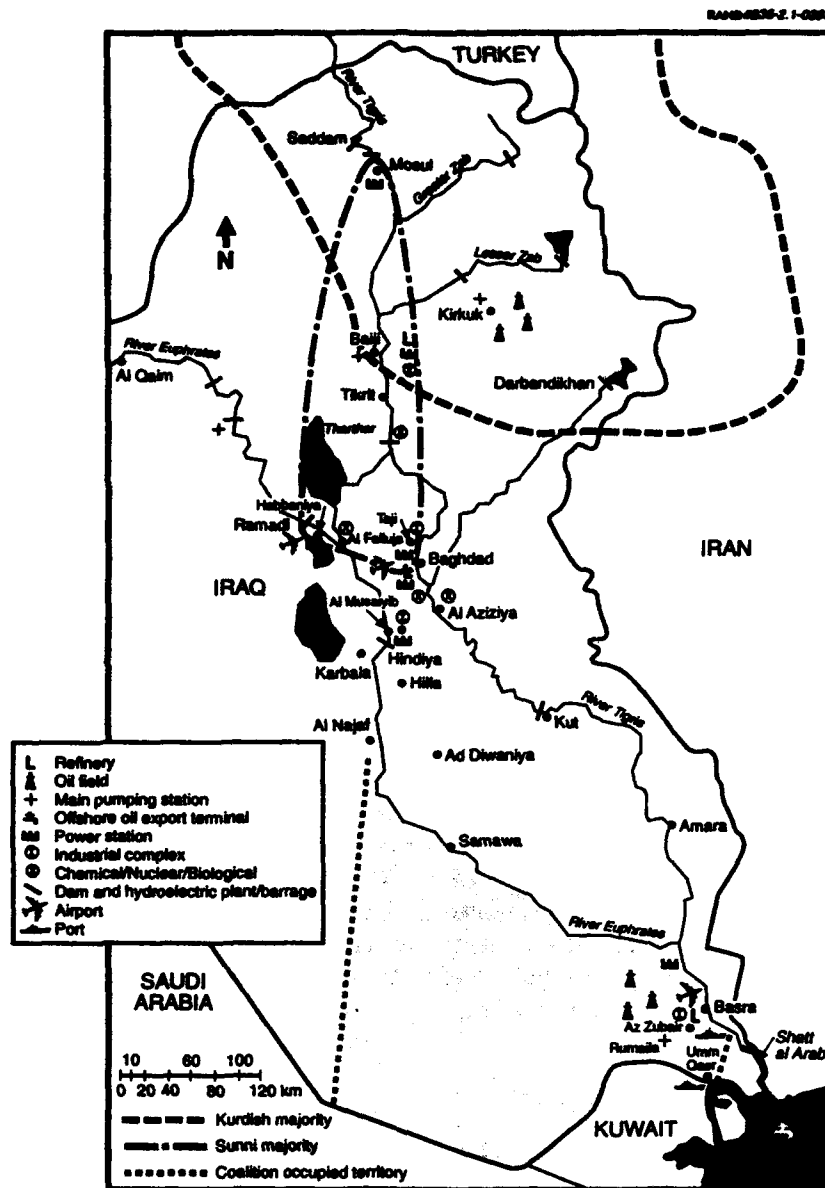 TURKEY
River Tigris
Saddam
Mosul
Greater Zab
N
Lesser Zab
Kirkuk
River Euphrates
Baiji
L
Al Qaim
Darbandikhan
Tikrit
Tharthar
Habbaniya
Taji
Ramadi
Al Falluja
Baghdad
IRAN
IRAQ
Al Musaiyib
Al Aziziya
Hindiya
Karbala
Hilla
River Tigris
Kut
Al Najaf
Ad Diwaniya
L Refinery
Oil field
Main pumping station
Offshore oil export terminal
Power station
Industrial complex
Chemical/Nuclear/Biological
Dam and hydroelectric plant/barrage
Airport
Port
Samawa
Amara
River Euphrates
SAUDI
ARABIA
Basra
L
Az Zubair
Shatt
al Arab
Rumaila
Umm
Qasr
10 60 100
0 20 40 80 120 km
KUWAIT
Kurdish majority
Sunni majority
Coalition occupied territory